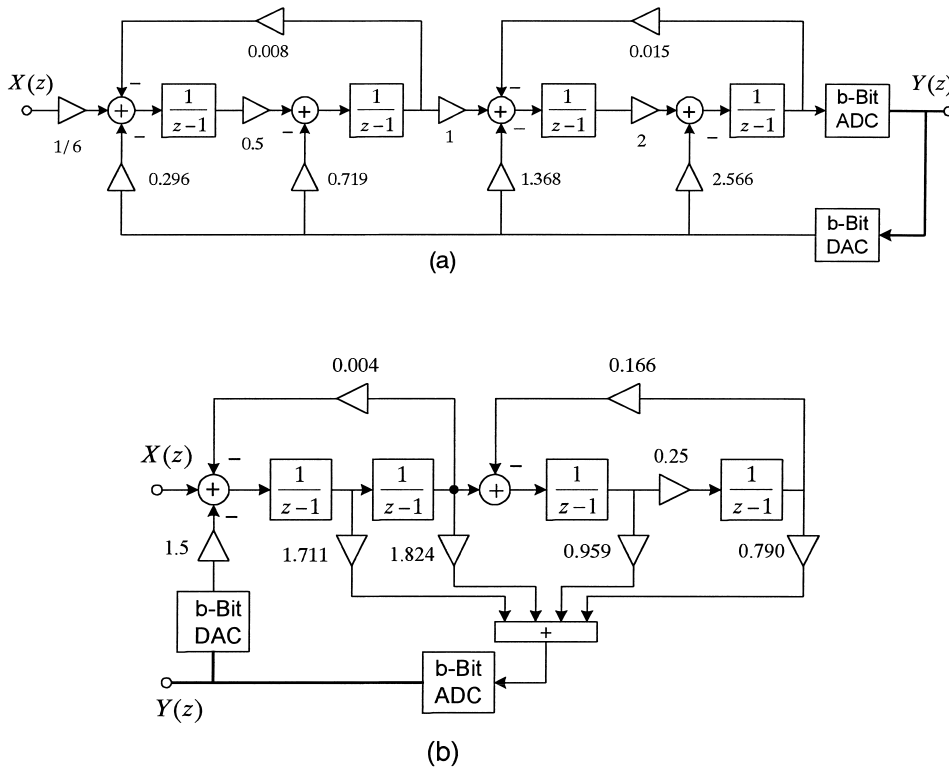 0.008
0.015
X(z)
Y(z)
1/6
+
−
−
1
z−1
0.5
+
−
1
z−1
1
+
−
−
1
z−1
2
+
−
1
z−1
b-Bit
ADC
0.296
0.719
1.368
2.566
b-Bit
DAC
(a)
0.004
0.166
X(z)
+
−
−
1
z−1
1
z−1
+
−
1
z−1
0.25
1
z−1
1.5
1.711
1.824
0.959
0.790
b-Bit
DAC
+
b-Bit
ADC
Y(z)
(b)